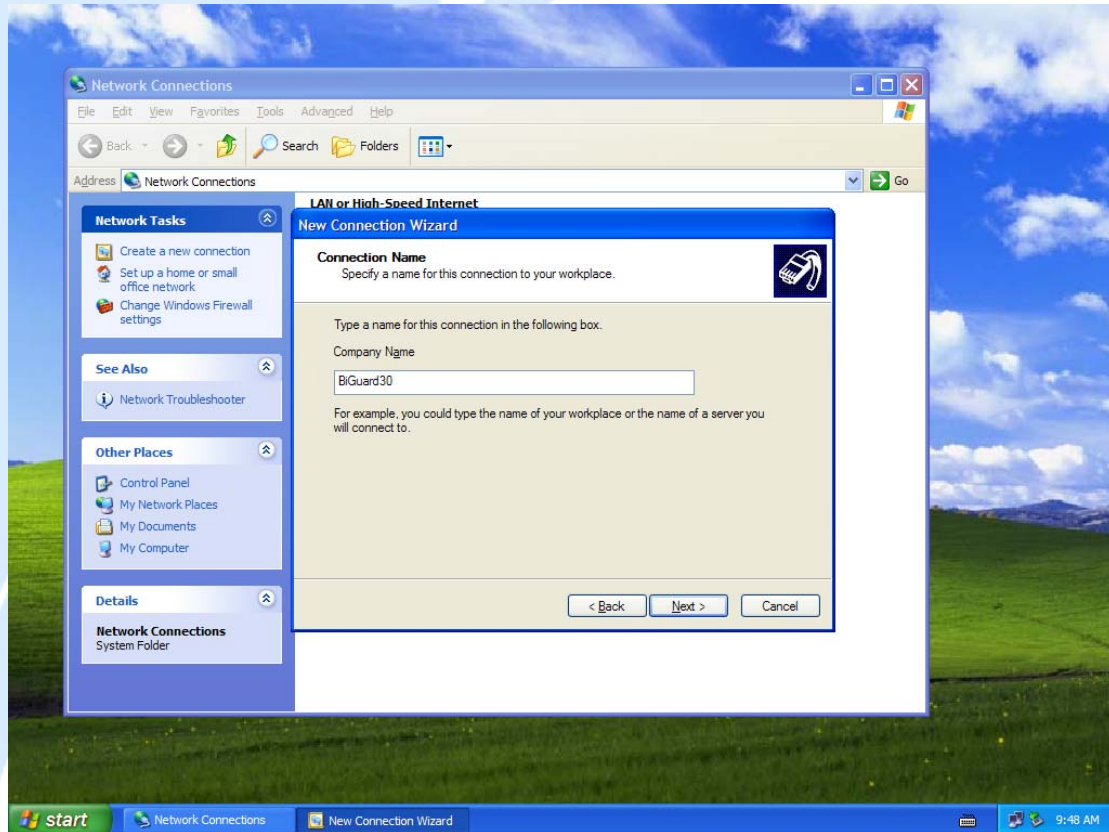 Network Connections
File Edit View Favorites Tools Advanced Help
Back Search Folders
Address Network Connections Go
Network Tasks
Create a new connection
Set up a home or small
office network
Change Windows Firewall
settings
See Also
Network Troubleshooter
Other Places
Control Panel
My Network Places
My Documents
My Computer
Details
Network Connections
System Folder
LAN or High-Speed Internet
New Connection Wizard
Connection Name
Specify a name for this connection to your workplace.
Type a name for this connection in the following box.
Company Name
BiGuard30
For example, you could type the name of your workplace or the name of a server you
will connect to.
< Back Next > Cancel
start Network Connections New Connection Wizard 9:48 AM